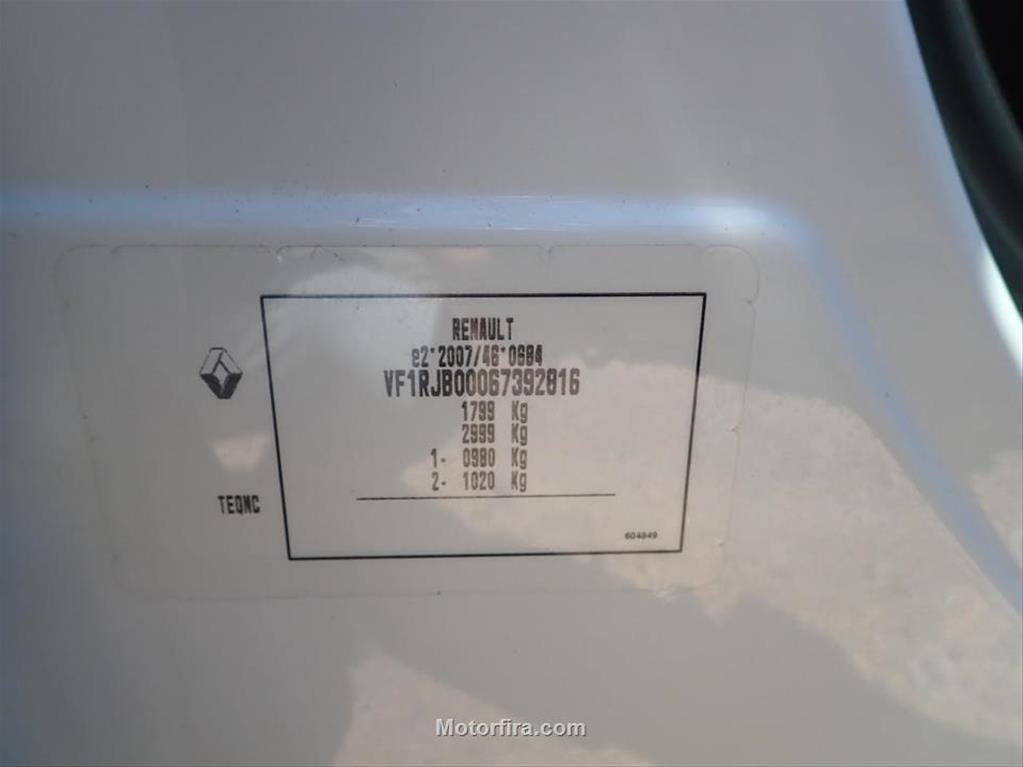 RENAULT
e2*2007/46*0684
VF1RJB00067392816
1799 Kg
2999 Kg
1- 0980 Kg
2- 1020 Kg
TEQNC
604849
Motorfira.com